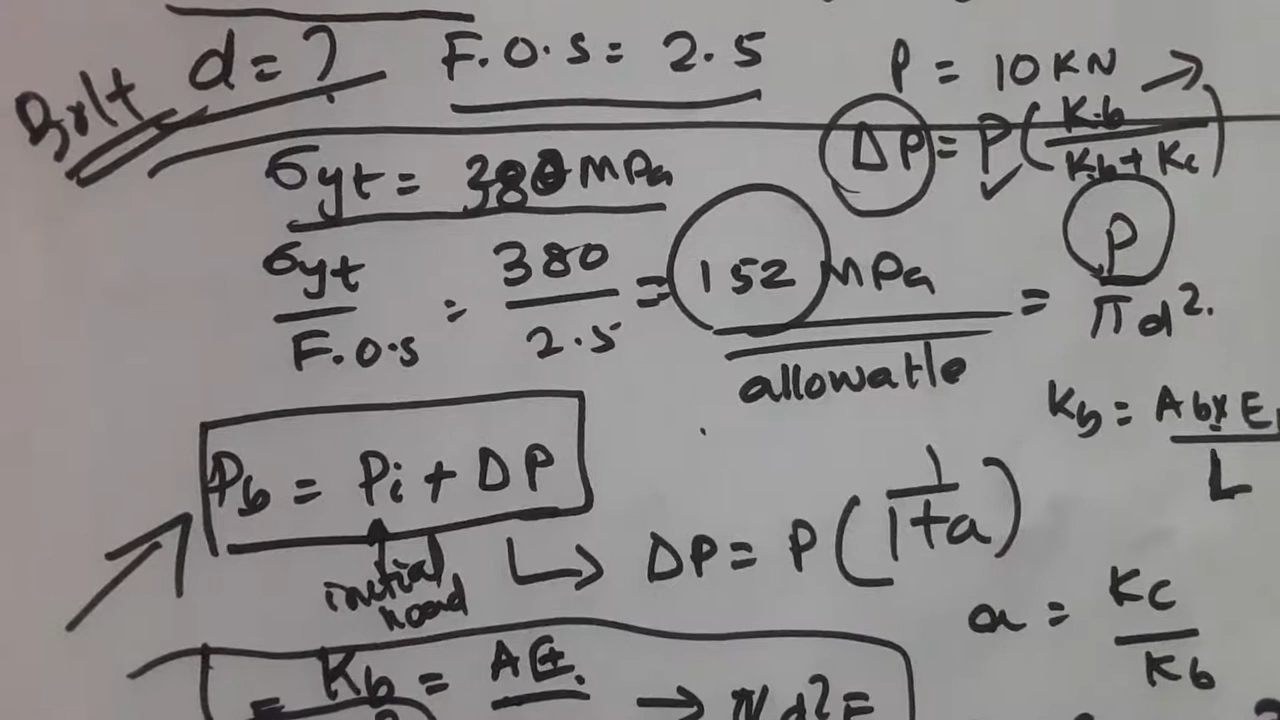 Bolt d = ? F.O.S = 2.5
P = 10 KN →
σyt = 380 MPa
ΔP = P (Kb / Kb + Kc)
σyt / F.O.S = 380 / 2.5 = 152 MPa = P / πd².
allowable
Kb = Ab x E / L
Pb = Pi + ΔP
initial load
↳ ΔP = P (1 / 1+a)
a = Kc / Kb
= Kb = AE. → πd² =